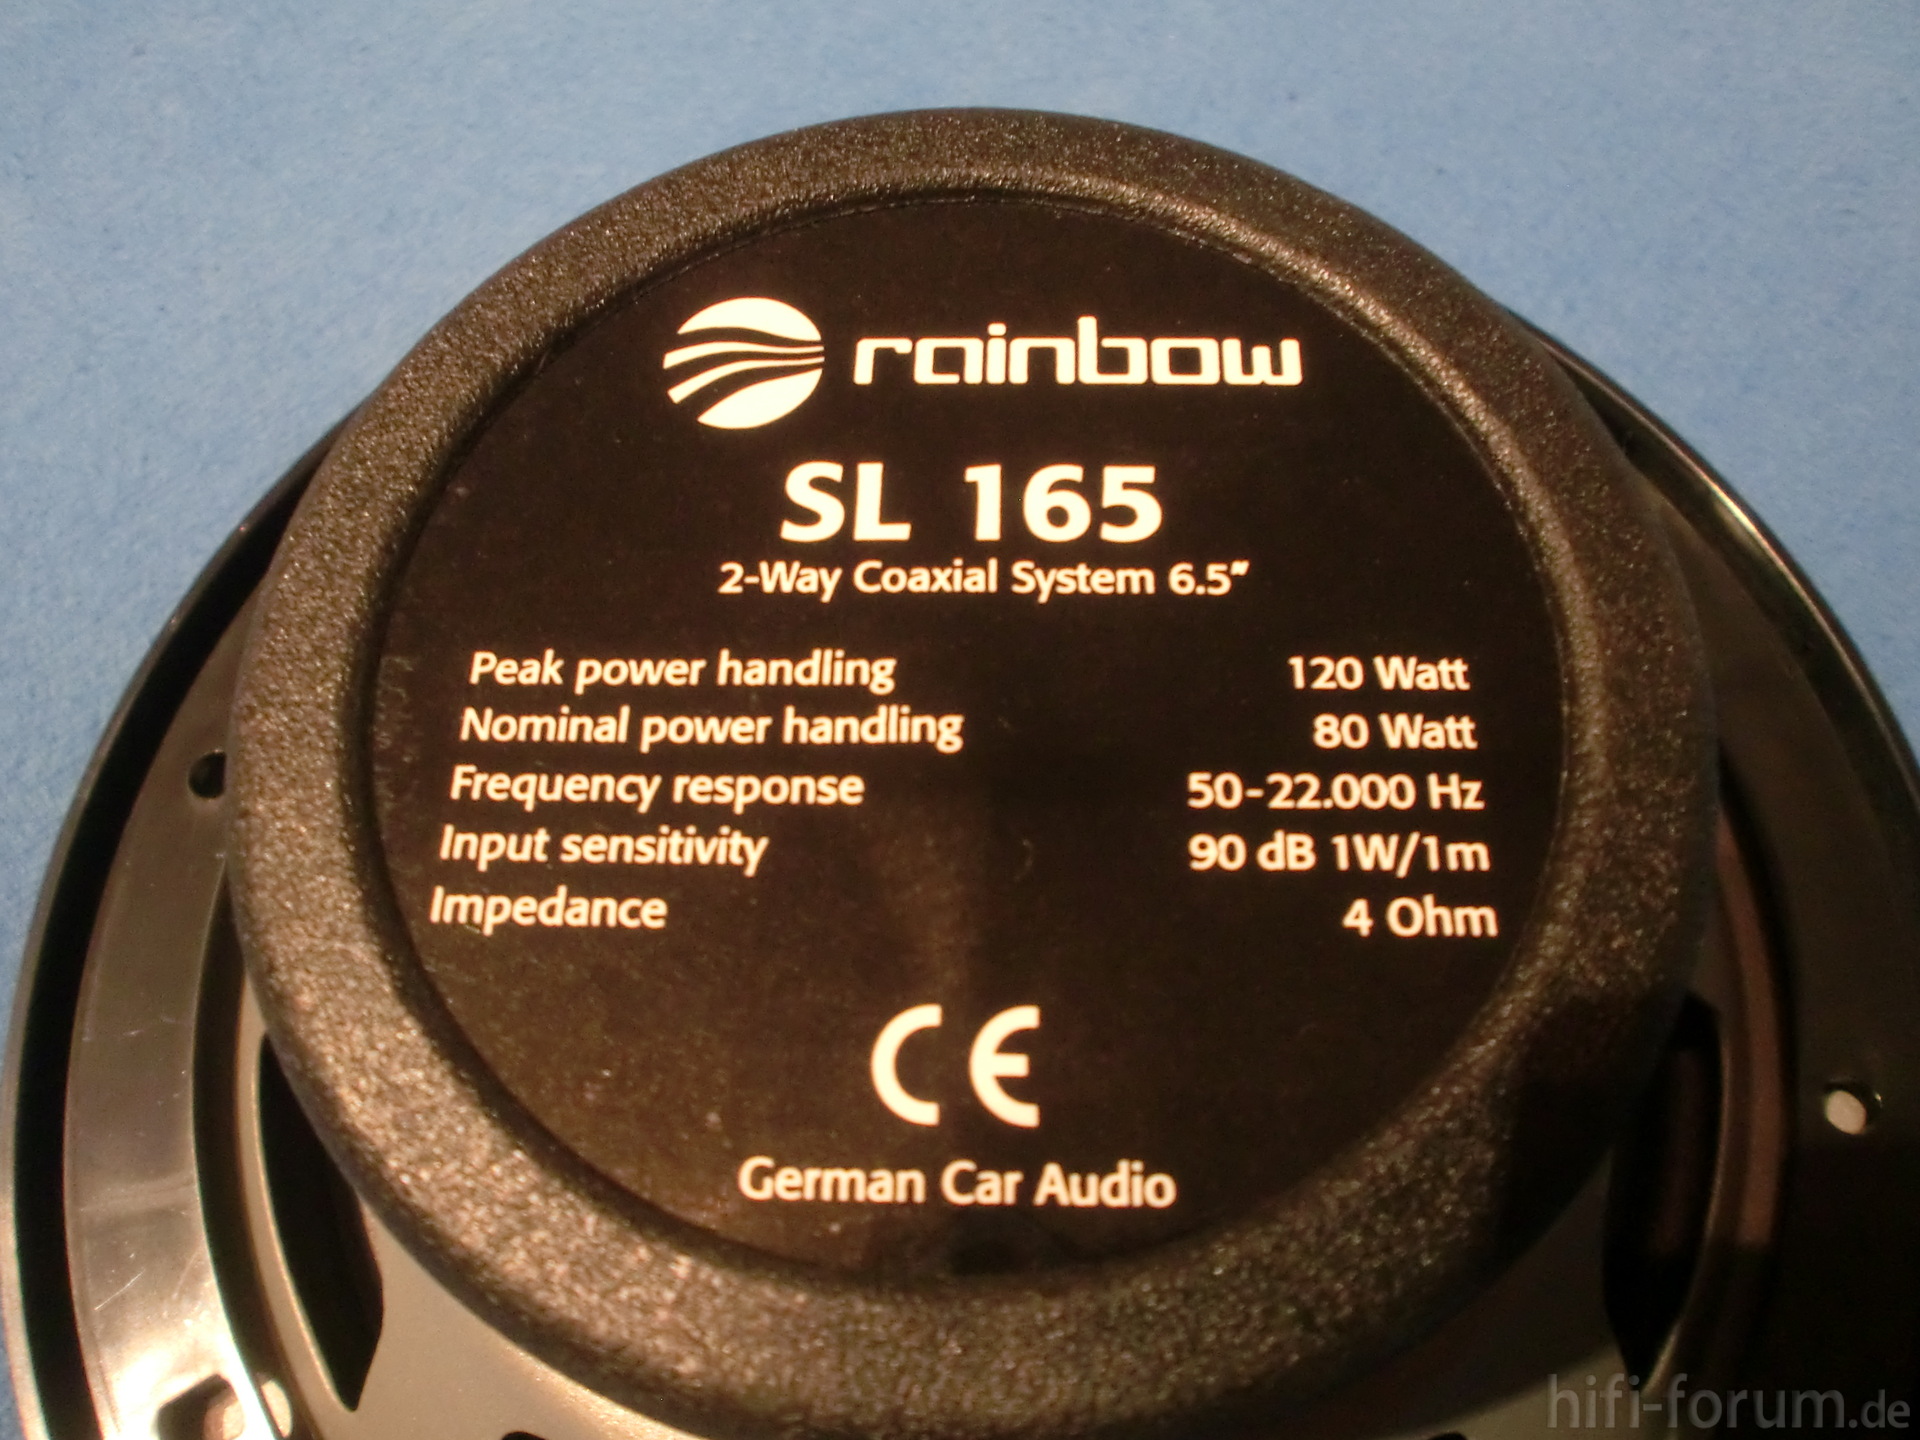 rainbow
SL 165
2-Way Coaxial System 6.5"
Peak power handling 120 Watt
Nominal power handling 80 Watt
Frequency response 50-22.000 Hz
Input sensitivity 90 dB 1W/1m
Impedance 4 Ohm
CE
German Car Audio
hifi-forum.de